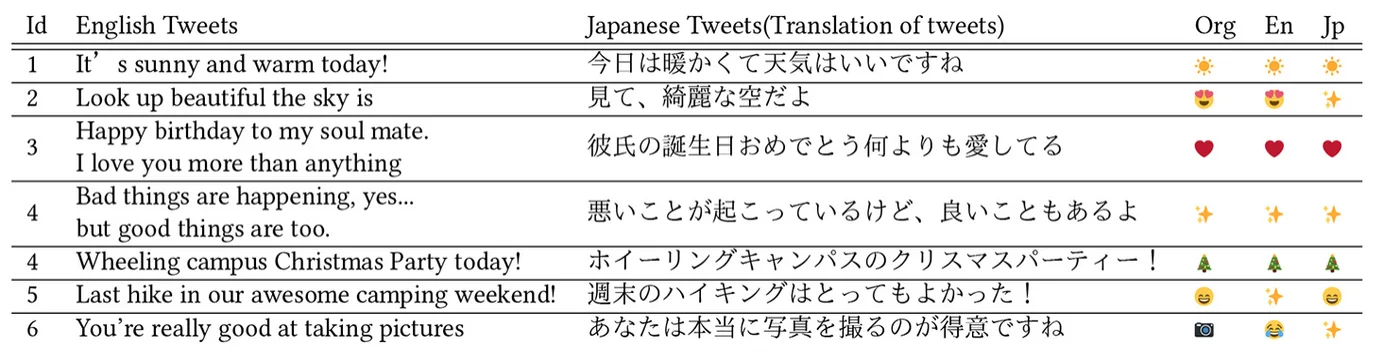 Id English Tweets Japanese Tweets(Translation of tweets) Org En Jp
1 It’ s sunny and warm today! 今日は暖かくて天気はいいですね ☀️ ☀️ ☀️
2 Look up beautiful the sky is 見て、綺麗な空だよ 😍 😍 ✨
3 Happy birthday to my soul mate.
I love you more than anything 彼氏の誕生日おめでとう何よりも愛してる ❤️ ❤️ ❤️
4 Bad things are happening, yes...
but good things are too. 悪いことが起こっているけど、良いこともあるよ ✨ ✨ ✨
4 Wheeling campus Christmas Party today! ホイーリングキャンパスのクリスマスパーティー！ 🎄 🎄 🎄
5 Last hike in our awesome camping weekend! 週末のハイキングはとってもよかった！ 😄 ✨ 😄
6 You’re really good at taking pictures あなたは本当に写真を撮るのが得意ですね 📷 😂 ✨